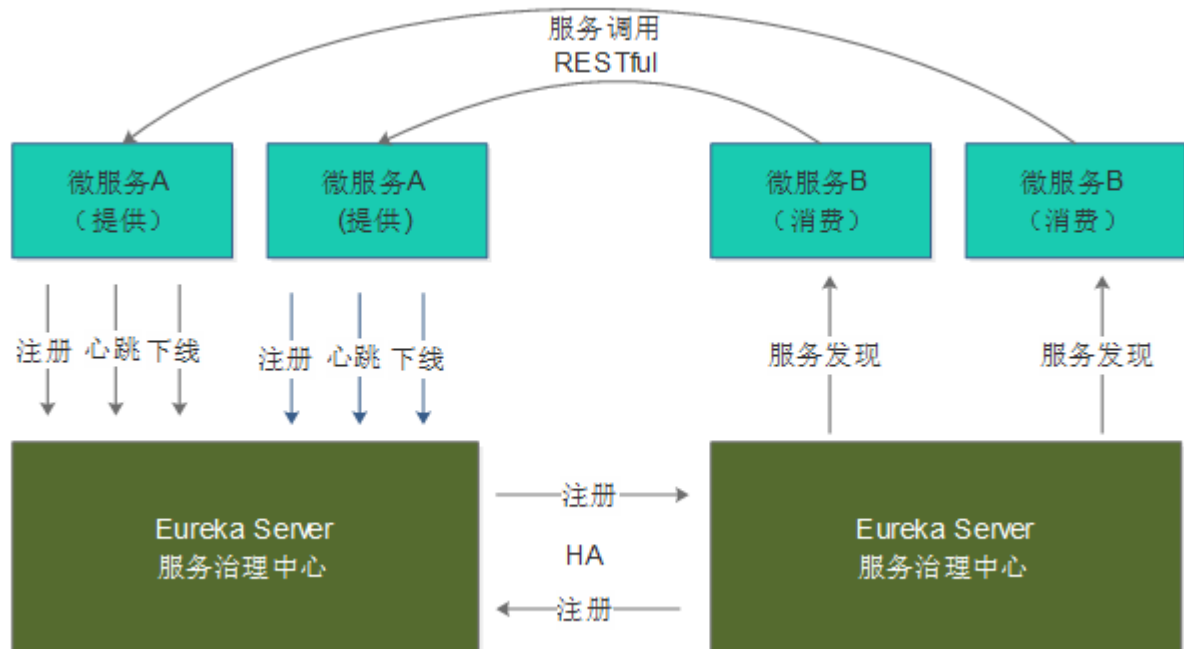 服务调用
RESTful
微服务A
（提供）
微服务A
(提供)
微服务B
（消费）
微服务B
（消费）
注册 心跳 下线
注册 心跳 下线
服务发现
服务发现
Eureka Server
服务治理中心
注册
HA
注册
Eureka Server
服务治理中心